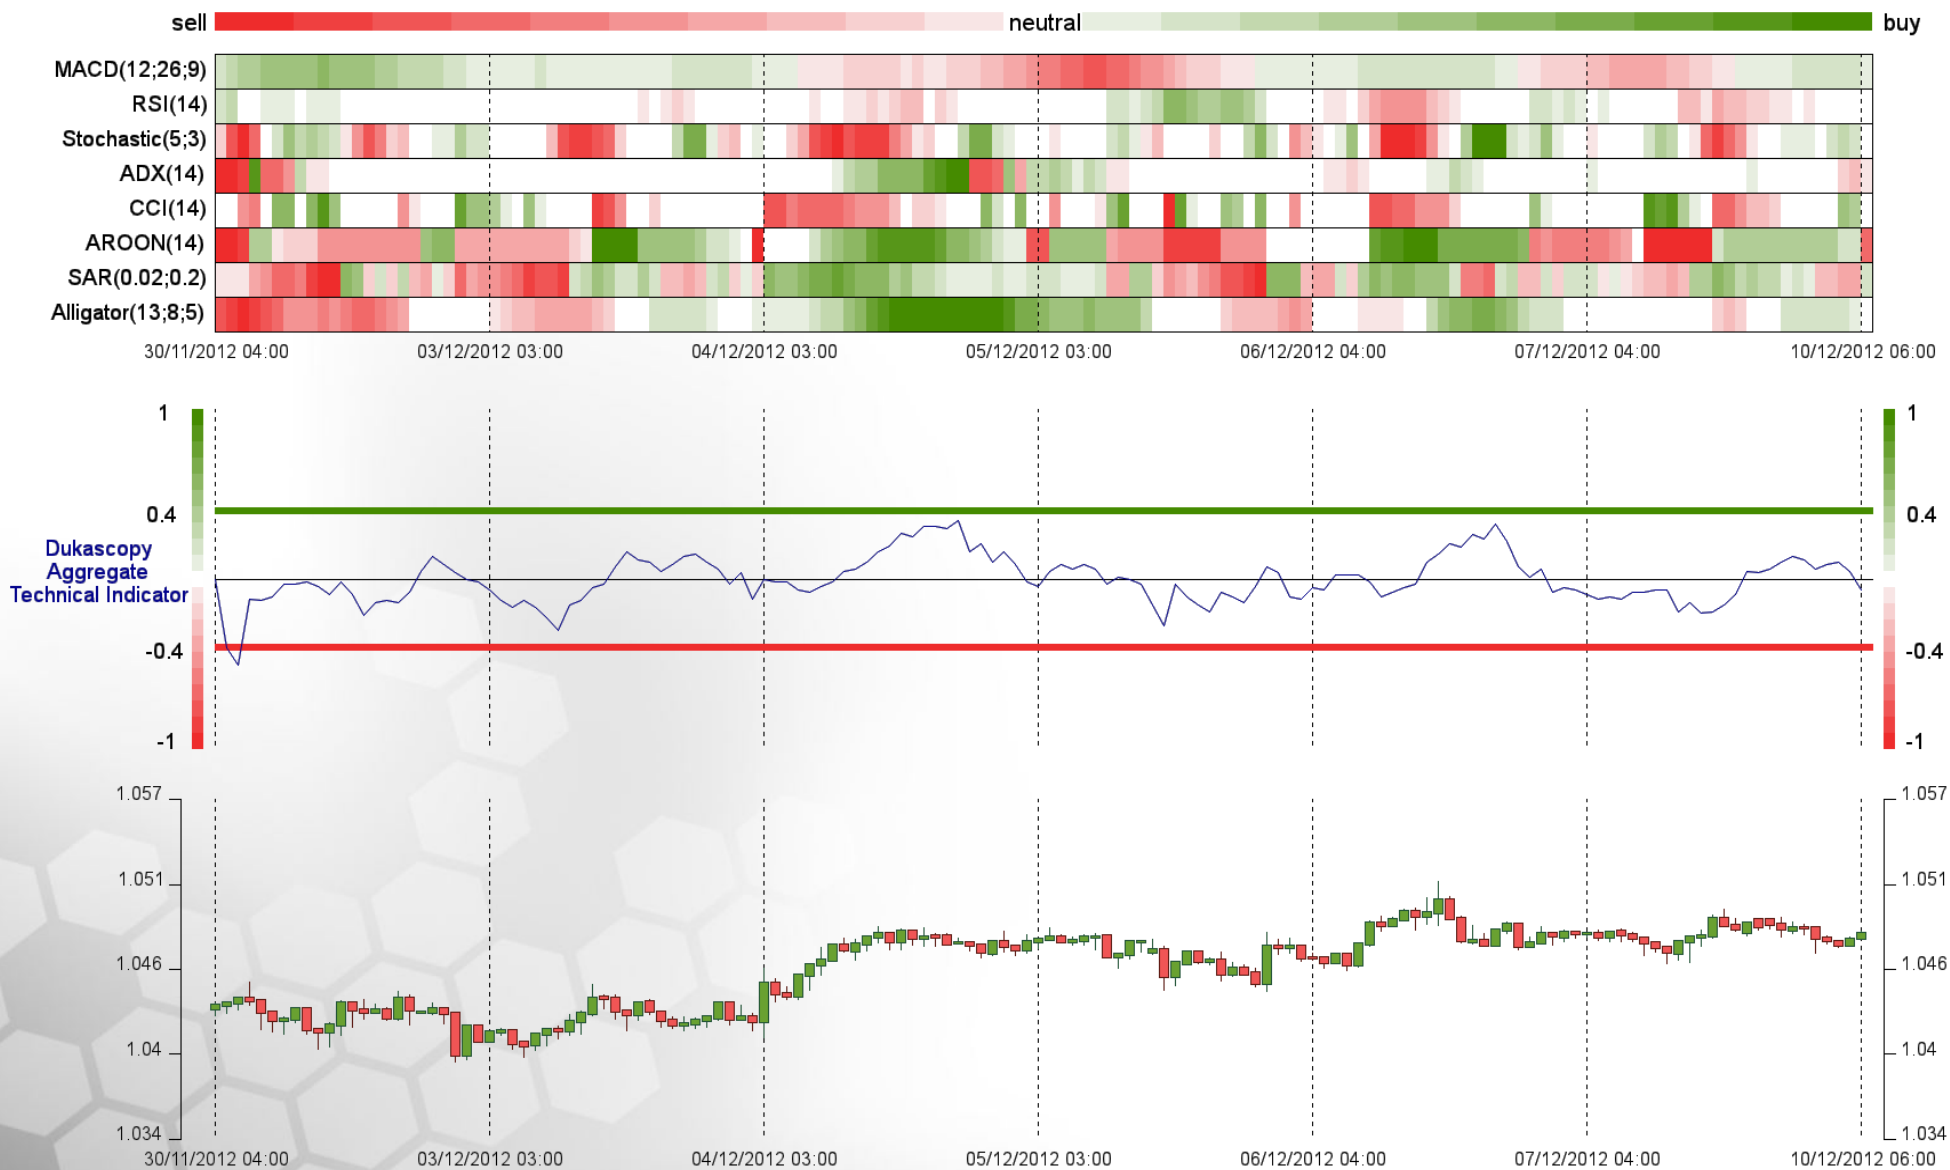 sell neutral buy
MACD(12;26;9)
RSI(14)
Stochastic(5;3)
ADX(14)
CCI(14)
AROON(14)
SAR(0.02;0.2)
Alligator(13;8;5)
30/11/2012 04:00 03/12/2012 03:00 04/12/2012 03:00 05/12/2012 03:00 06/12/2012 04:00 07/12/2012 04:00 10/12/2012 06:00
1 1
0.4 0.4
Dukascopy
Aggregate
Technical Indicator
-0.4 -0.4
-1 -1
1.057 1.057
1.051 1.051
1.046 1.046
1.04 1.04
1.034 1.034
30/11/2012 04:00 03/12/2012 03:00 04/12/2012 03:00 05/12/2012 03:00 06/12/2012 04:00 07/12/2012 04:00 10/12/2012 06:00